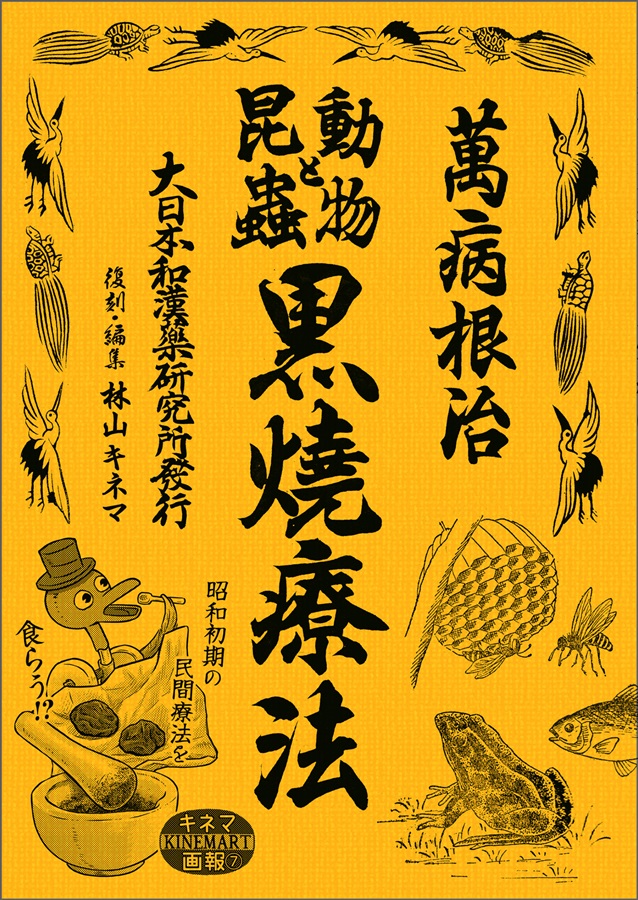 萬病根治
動物と
昆蟲
黒焼療法
大日本和漢薬研究所發行
復刻・編集 林山キネマ
昭和初期の
民間療法を
食らう!?
キネマ
KINEMART
画報⑦